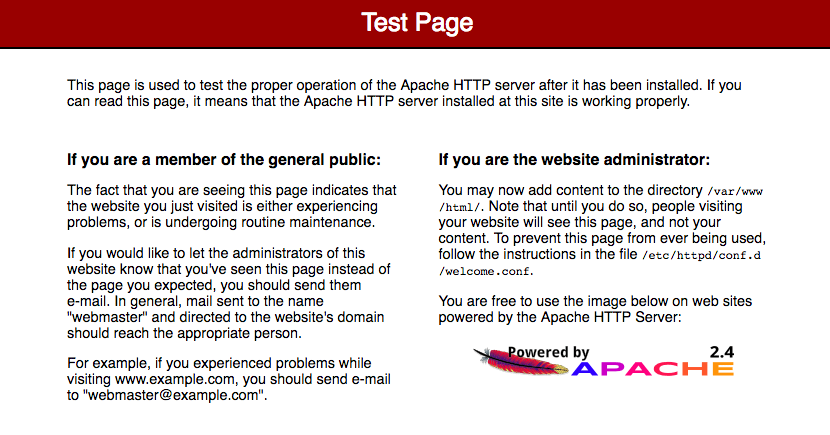 Test Page
This page is used to test the proper operation of the Apache HTTP server after it has been installed. If you
can read this page, it means that the Apache HTTP server installed at this site is working properly.
If you are a member of the general public:
The fact that you are seeing this page indicates that
the website you just visited is either experiencing
problems, or is undergoing routine maintenance.
If you would like to let the administrators of this
website know that you've seen this page instead of
the page you expected, you should send them
e-mail. In general, mail sent to the name
"webmaster" and directed to the website's domain
should reach the appropriate person.
For example, if you experienced problems while
visiting www.example.com, you should send e-mail
to "webmaster@example.com".
If you are the website administrator:
You may now add content to the directory /var/www
/html/. Note that until you do so, people visiting
your website will see this page, and not your
content. To prevent this page from ever being used,
follow the instructions in the file /etc/httpd/conf.d
/welcome.conf.
You are free to use the image below on web sites
powered by the Apache HTTP Server:
Powered by 2.4
APACHE